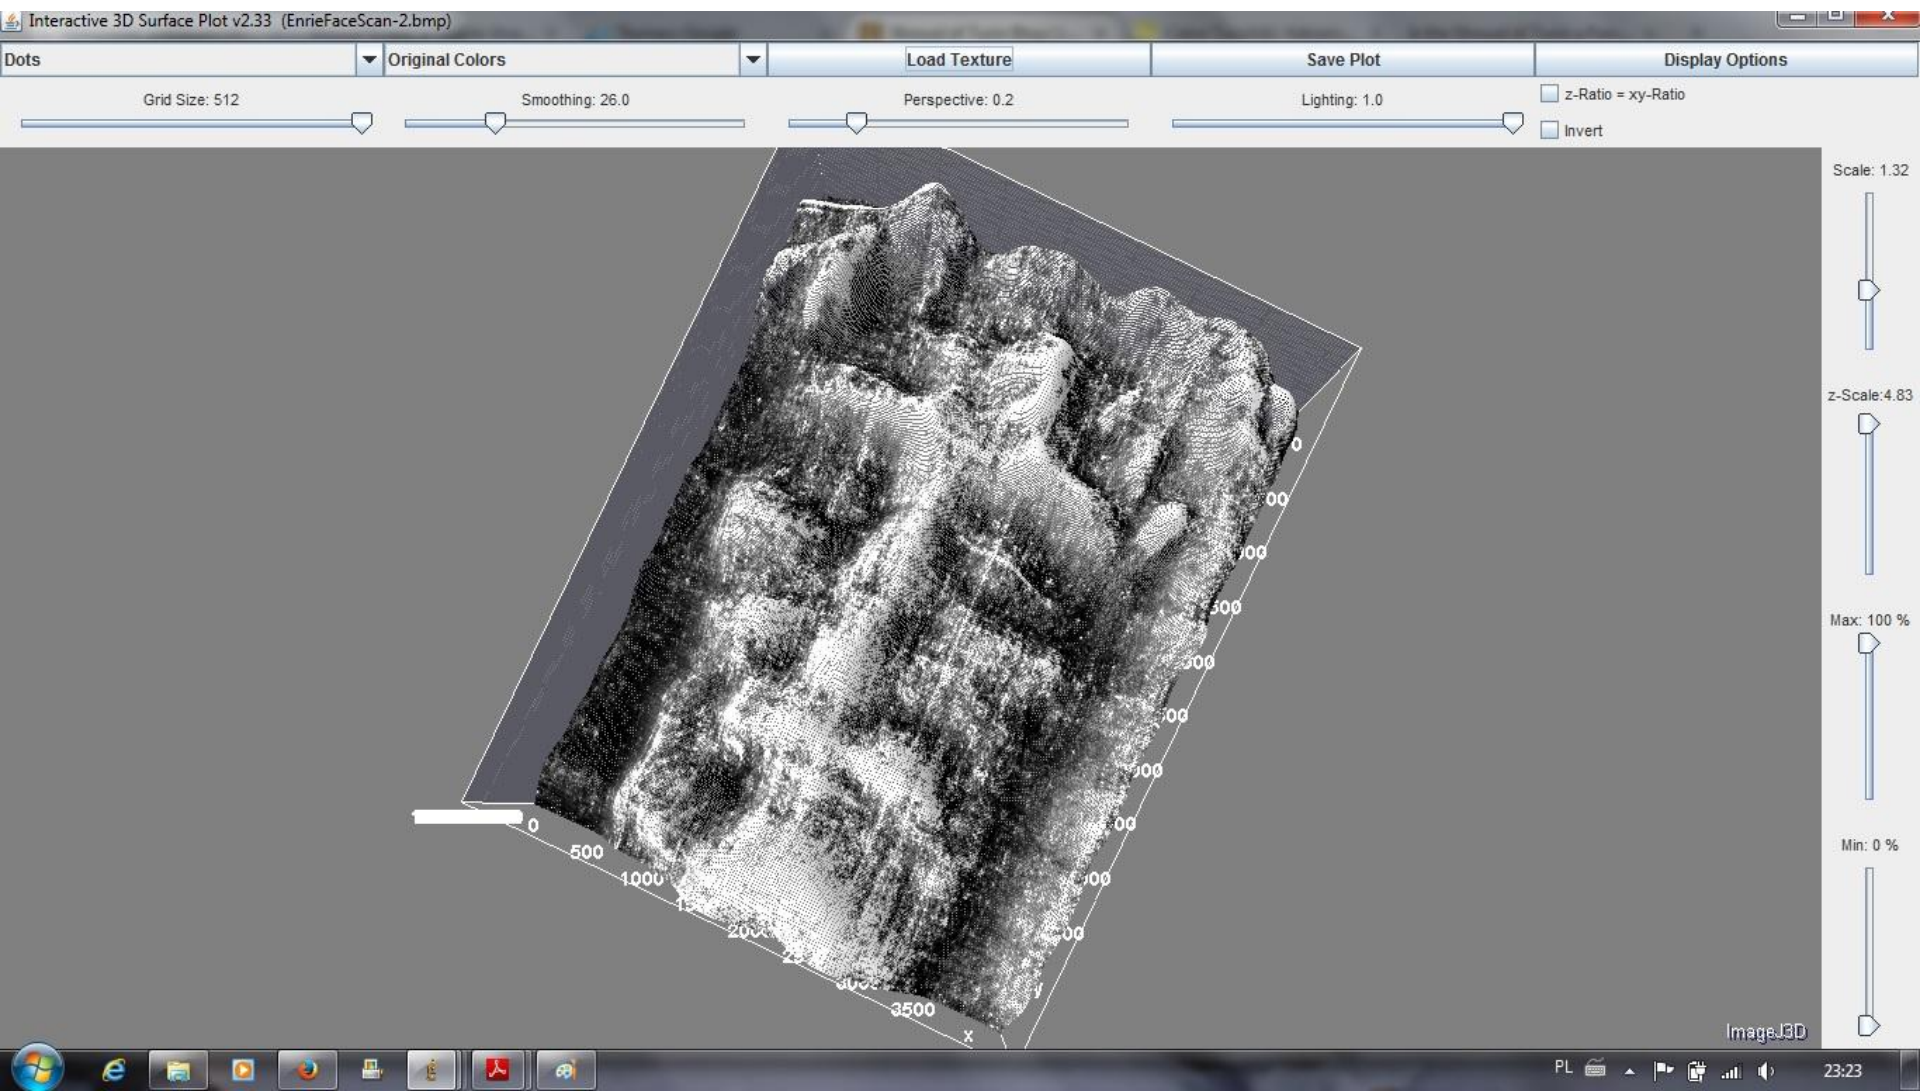 Interactive 3D Surface Plot v2.33 (EnrieFaceScan-2.bmp)
Dots
Original Colors
Load Texture
Save Plot
Display Options
Grid Size: 512
Smoothing: 26.0
Perspective: 0.2
Lighting: 1.0
z-Ratio = xy-Ratio
Invert
Scale: 1.32
z-Scale:4.83
Max: 100 %
Min: 0 %
0
0
500
1000
3500
x
y
ImageJ3D
PL
23:23